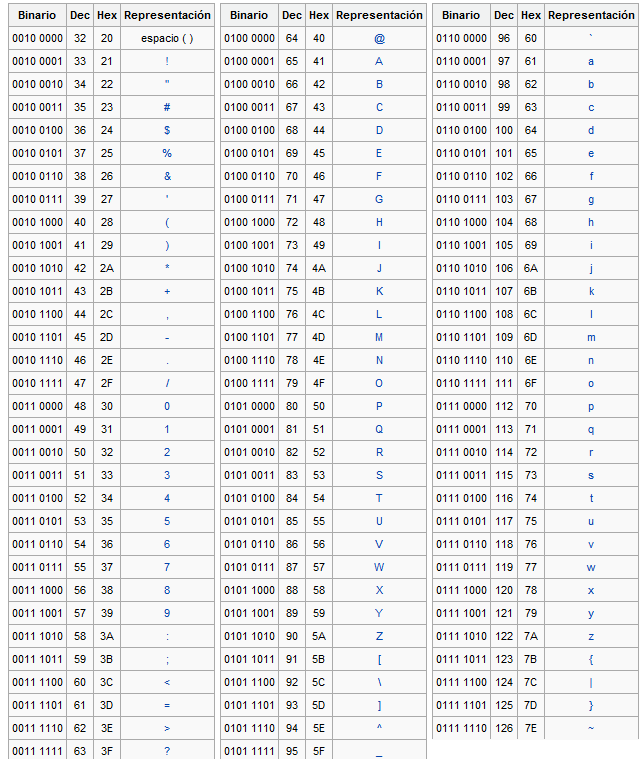 Binario Dec Hex Representación Binario Dec Hex Representación Binario Dec Hex Representación
0010 0000 32 20 espacio ( ) 0100 0000 64 40 @ 0110 0000 96 60 `
0010 0001 33 21 ! 0100 0001 65 41 A 0110 0001 97 61 a
0010 0010 34 22 " 0100 0010 66 42 B 0110 0010 98 62 b
0010 0011 35 23 # 0100 0011 67 43 C 0110 0011 99 63 c
0010 0100 36 24 $ 0100 0100 68 44 D 0110 0100 100 64 d
0010 0101 37 25 % 0100 0101 69 45 E 0110 0101 101 65 e
0010 0110 38 26 & 0100 0110 70 46 F 0110 0110 102 66 f
0010 0111 39 27 ' 0100 0111 71 47 G 0110 0111 103 67 g
0010 1000 40 28 ( 0100 1000 72 48 H 0110 1000 104 68 h
0010 1001 41 29 ) 0100 1001 73 49 I 0110 1001 105 69 i
0010 1010 42 2A * 0100 1010 74 4A J 0110 1010 106 6A j
0010 1011 43 2B + 0100 1011 75 4B K 0110 1011 107 6B k
0010 1100 44 2C , 0100 1100 76 4C L 0110 1100 108 6C l
0010 1101 45 2D - 0100 1101 77 4D M 0110 1101 109 6D m
0010 1110 46 2E . 0100 1110 78 4E N 0110 1110 110 6E n
0010 1111 47 2F / 0100 1111 79 4F O 0110 1111 111 6F o
0011 0000 48 30 0 0101 0000 80 50 P 0111 0000 112 70 p
0011 0001 49 31 1 0101 0001 81 51 Q 0111 0001 113 71 q
0011 0010 50 32 2 0101 0010 82 52 R 0111 0010 114 72 r
0011 0011 51 33 3 0101 0011 83 53 S 0111 0011 115 73 s
0011 0100 52 34 4 0101 0100 84 54 T 0111 0100 116 74 t
0011 0101 53 35 5 0101 0101 85 55 U 0111 0101 117 75 u
0011 0110 54 36 6 0101 0110 86 56 V 0111 0110 118 76 v
0011 0111 55 37 7 0101 0111 87 57 W 0111 0111 119 77 w
0011 1000 56 38 8 0101 1000 88 58 X 0111 1000 120 78 x
0011 1001 57 39 9 0101 1001 89 59 Y 0111 1001 121 79 y
0011 1010 58 3A : 0101 1010 90 5A Z 0111 1010 122 7A z
0011 1011 59 3B ; 0101 1011 91 5B [ 0111 1011 123 7B {
0011 1100 60 3C < 0101 1100 92 5C \ 0111 1100 124 7C |
0011 1101 61 3D = 0101 1101 93 5D ] 0111 1101 125 7D }
0011 1110 62 3E > 0101 1110 94 5E ^ 0111 1110 126 7E ~
0011 1111 63 3F ? 0101 1111 95 5F _